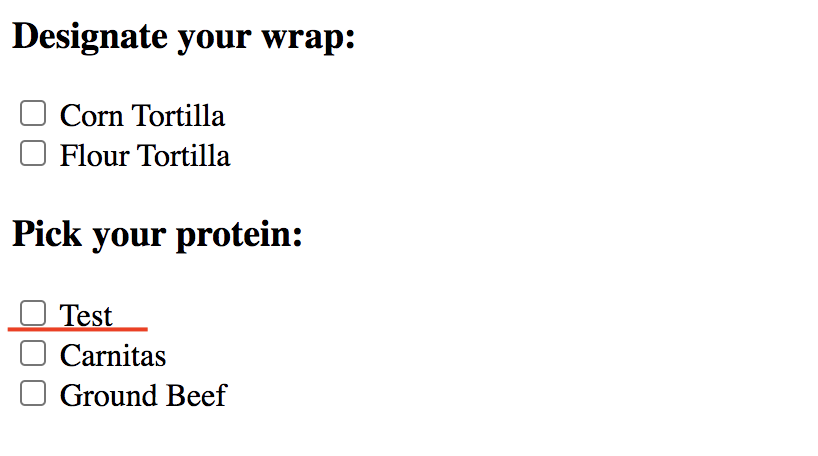 Designate your wrap:
Corn Tortilla
Flour Tortilla
Pick your protein:
Test
Carnitas
Ground Beef